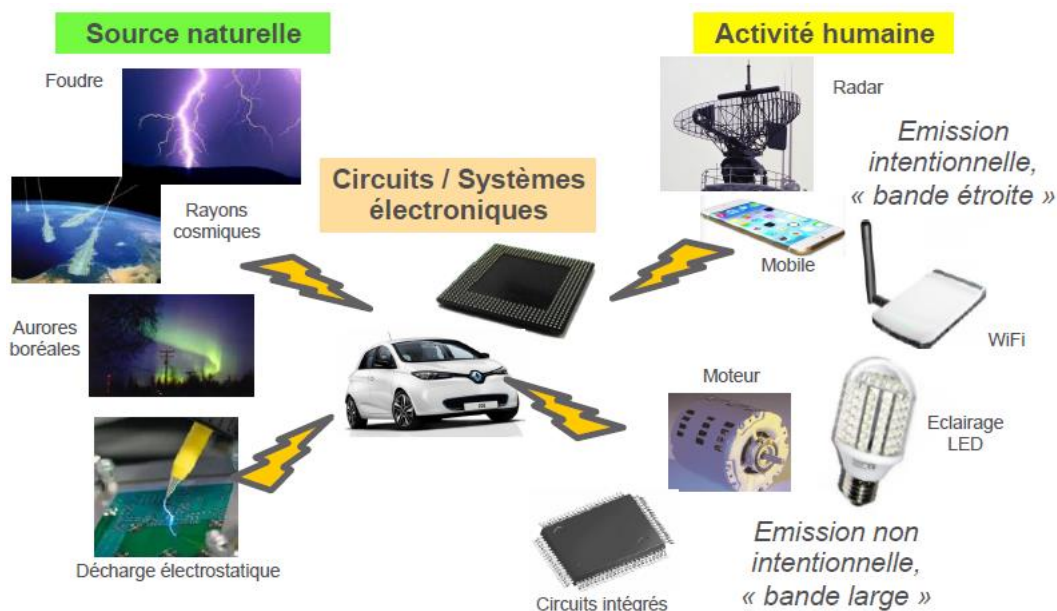 Source naturelle
Activité humaine
Foudre
Radar
Emission
intentionnelle,
« bande étroite »
Circuits / Systèmes
électroniques
Rayons
cosmiques
Mobile
WiFi
Aurores
boréales
Moteur
Eclairage
LED
Décharge électrostatique
Emission non
intentionnelle,
« bande large »
Circuits intégrés